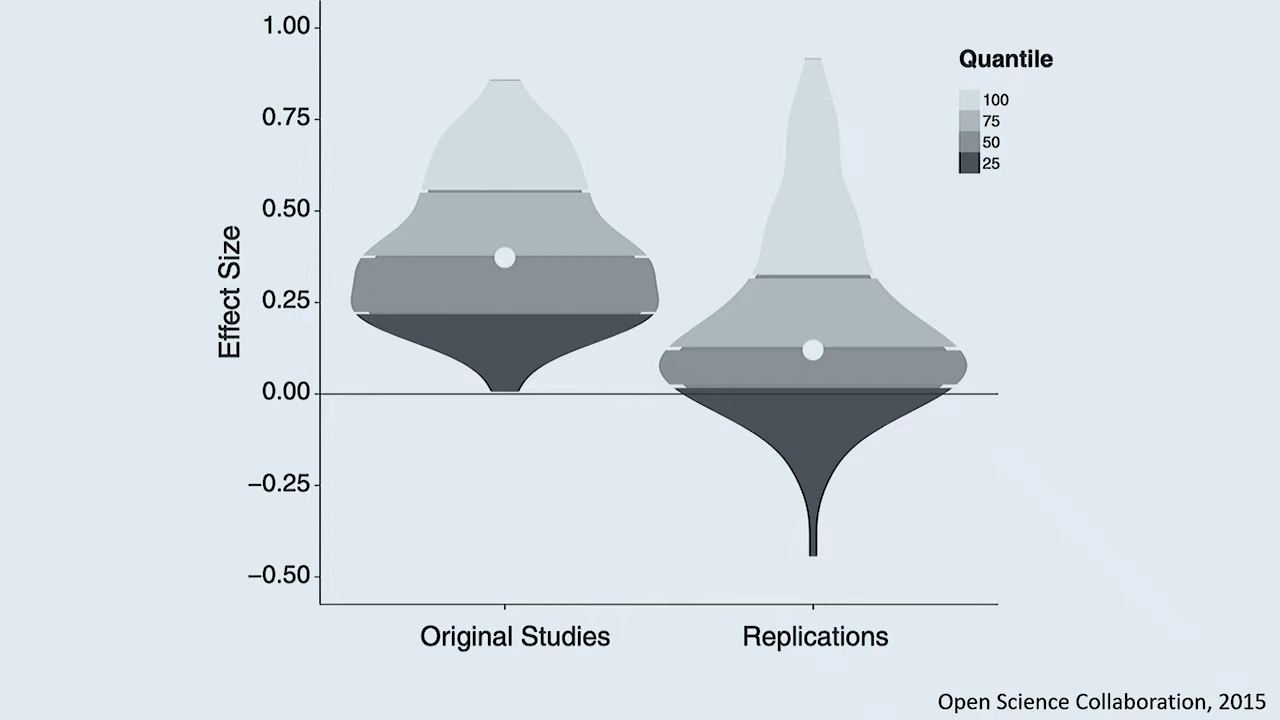 1.00
0.75
0.50
0.25
0.00
−0.25
−0.50
Effect Size
Original Studies
Replications
Quantile
100
75
50
25
Open Science Collaboration, 2015